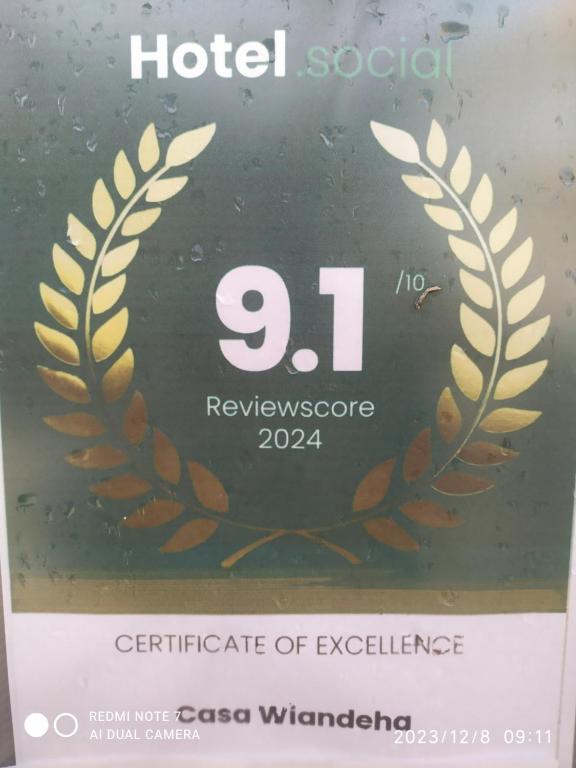 Hotel.social
9.1 /10
Reviewscore
2024
CERTIFICATE OF EXCELLENCE
Casa Wiandeha
REDMI NOTE 7
AI DUAL CAMERA
2023/12/8 09:11